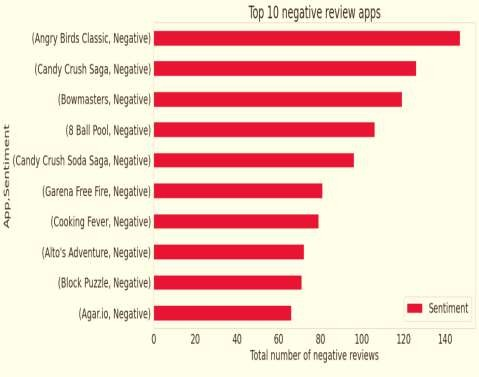 Top 10 negative review apps
(Angry Birds Classic, Negative)
(Candy Crush Saga, Negative)
(Bowmasters, Negative)
(8 Ball Pool, Negative)
(Candy Crush Soda Saga, Negative)
(Garena Free Fire, Negative)
(Cooking Fever, Negative)
(Alto's Adventure, Negative)
(Block Puzzle, Negative)
(Agar.io, Negative)
App,Sentiment
Sentiment
0 20 40 60 80 100 120 140
Total number of negative reviews